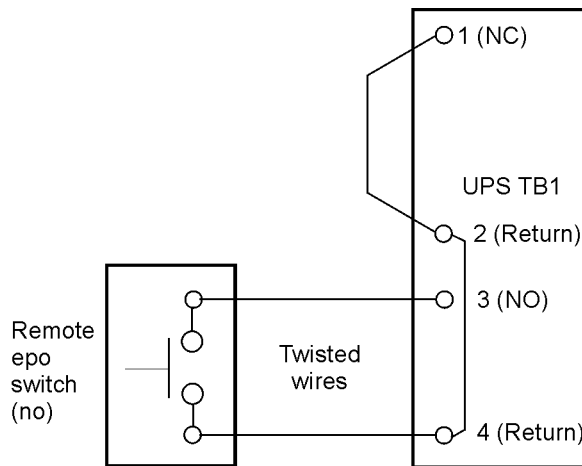 1 (NC)
UPS TB1
2 (Return)
3 (NO)
Remote
epo
switch
(no)
Twisted
wires
4 (Return)